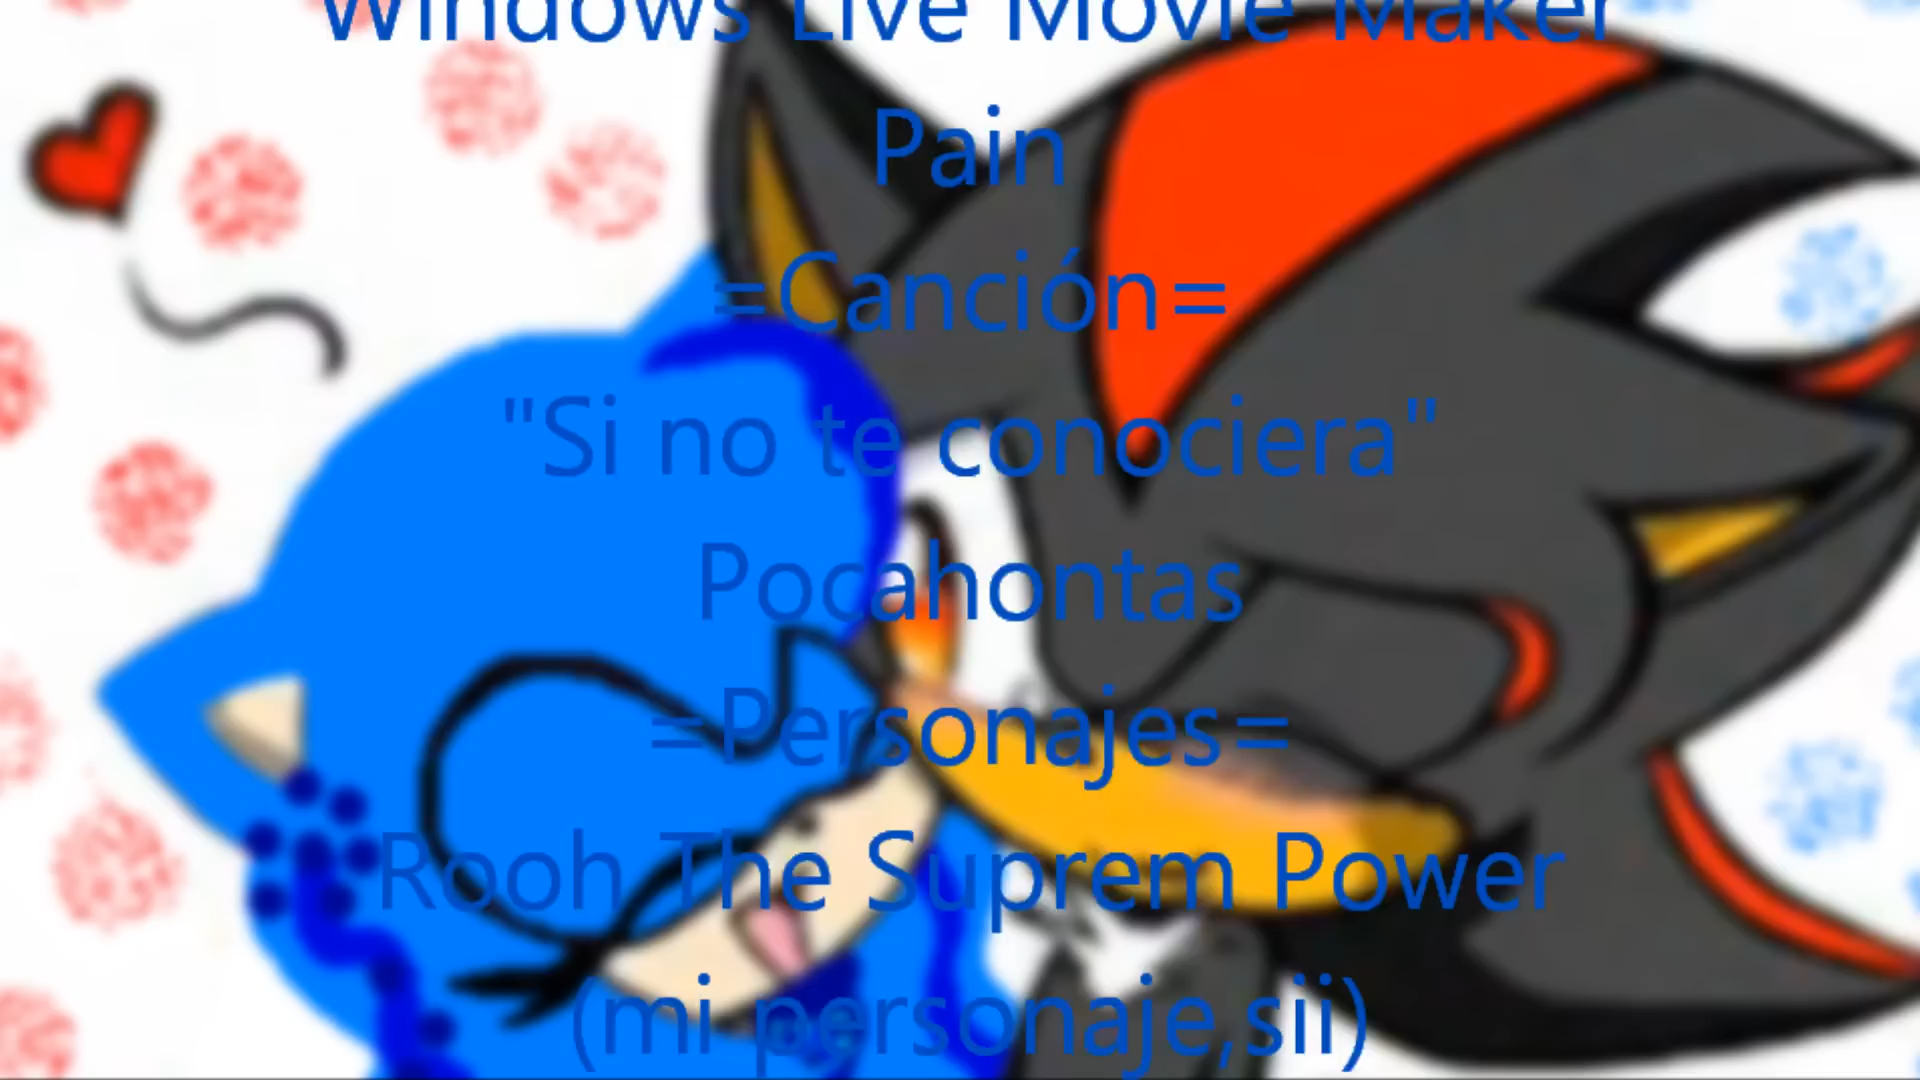 Windows Live Movie Maker
Pain
=Canción=
"Si no te conociera"
Pocahontas
=Personajes=
Rooh The Suprem Power
(mi personaje,sii)